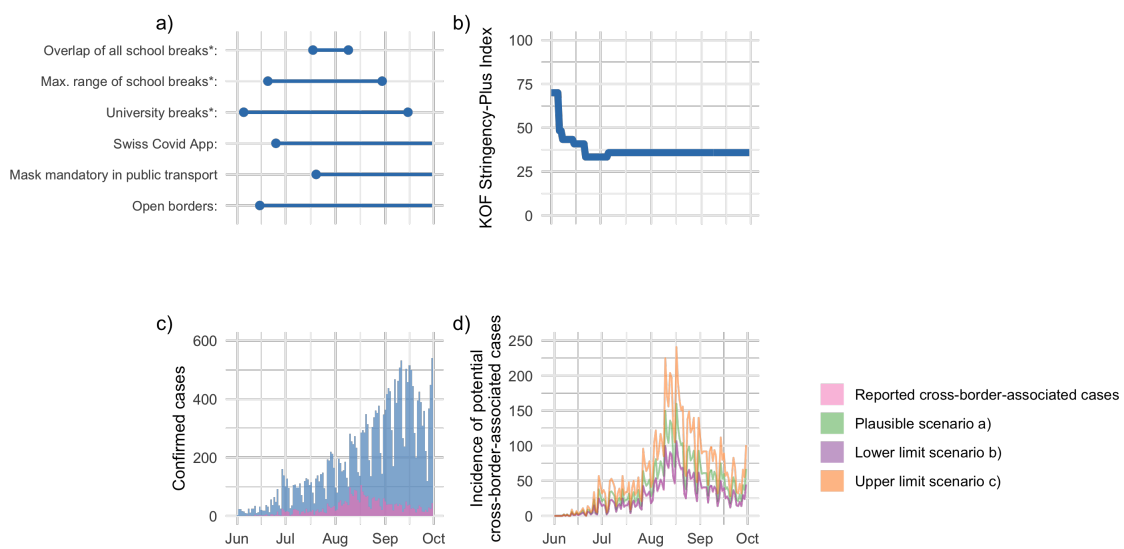 a)
Overlap of all school breaks*:
Max. range of school breaks*:
University breaks*:
Swiss Covid App:
Mask mandatory in public transport
Open borders:
b)
KOF Stringency-Plus Index
100
75
50
25
0
c)
Confirmed cases
600
400
200
0
Jun
Jul
Aug
Sep
Oct
d)
Incidence of potential
cross-border-associated cases
250
200
150
100
50
0
Jun
Jul
Aug
Sep
Oct
Reported cross-border-associated cases
Plausible scenario a)
Lower limit scenario b)
Upper limit scenario c)